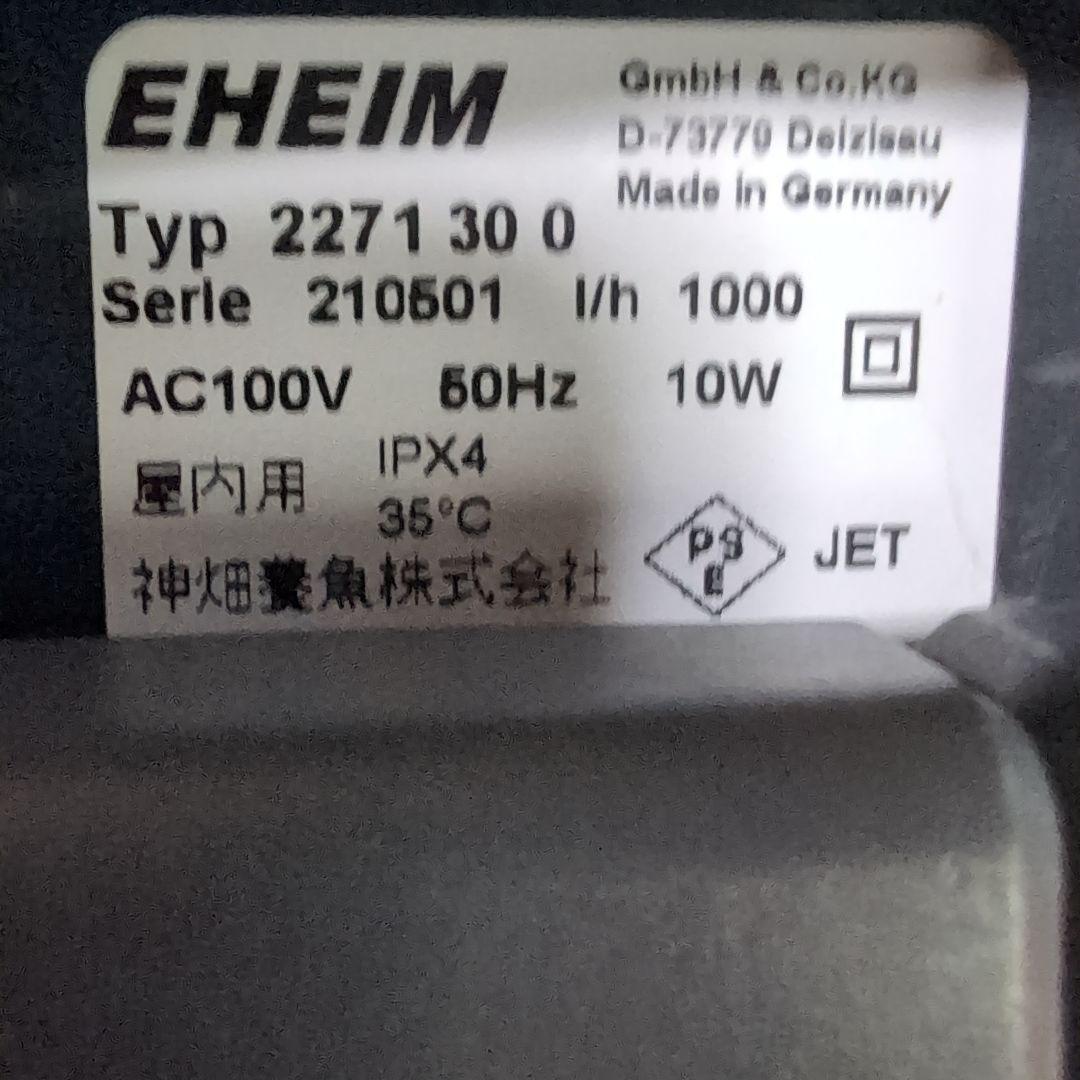 EHEIM
GmbH & Co.KG
D-73779 Deizisau
Made in Germany
Typ 2271 30 0
Serie 210501 l/h 1000
AC100V 50Hz 10W
屋内用 IPX4
35°C
神畑養魚株式会社
PS
E
JET